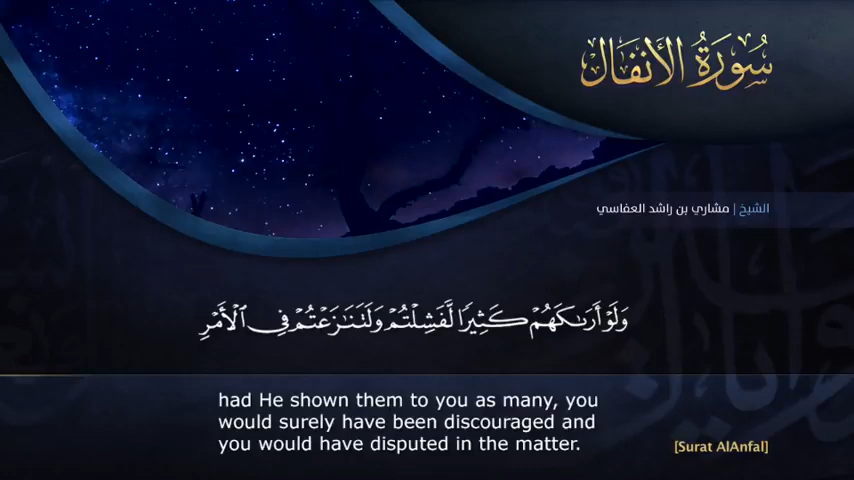 سُورَةُ الأَنفَال
الشيخ | مشاري بن راشد العفاسي
وَلَوْ أَرَىٰكَهُمْ كَثِيرًا لَّفَشِلْتُمْ وَلَتَنَٰزَعْتُمْ فِى ٱلْأَمْرِ
had He shown them to you as many, you
would surely have been discouraged and
you would have disputed in the matter.
[Surat AlAnfal]